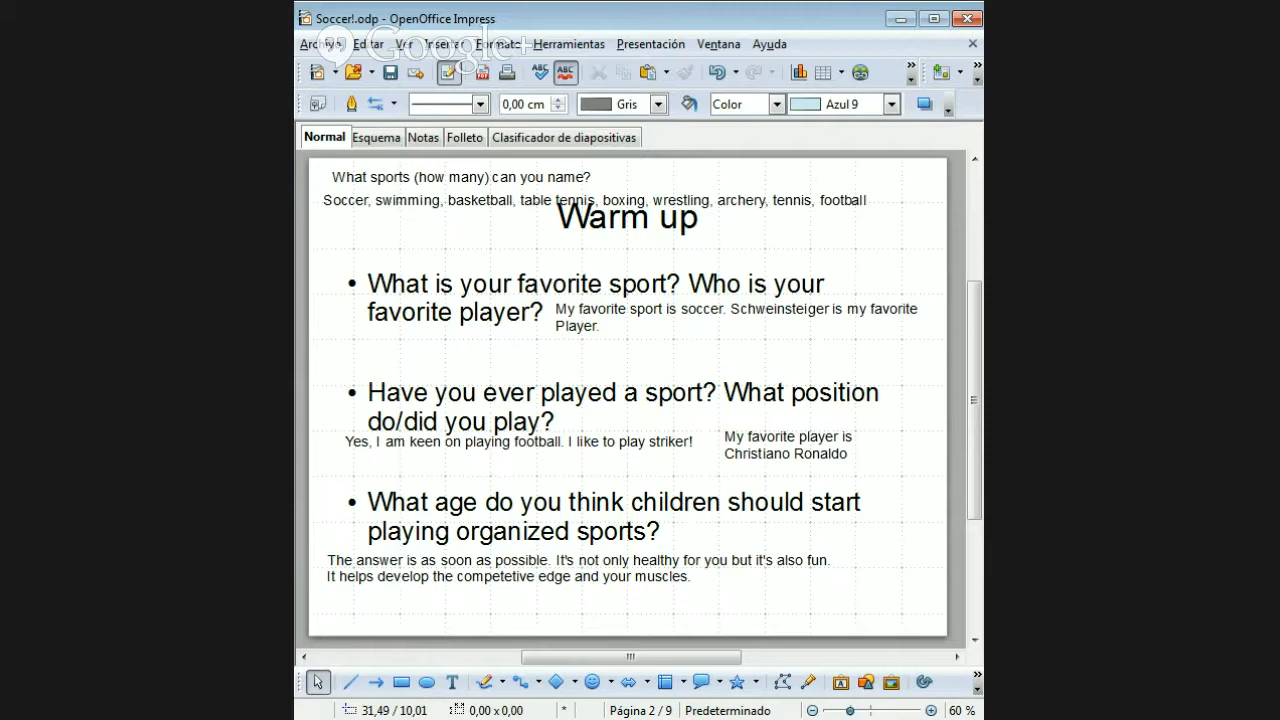 Soccer!.odp - OpenOffice Impress
Archivo Editar Ver Insertar Formato Herramientas Presentación Ventana Ayuda
Google+
0,00 cm Gris Color Azul 9
Normal Esquema Notas Folleto Clasificador de diapositivas
What sports (how many) can you name?
Soccer, swimming, basketball, table tennis, boxing, wrestling, archery, tennis, football
Warm up
• What is your favorite sport? Who is your
favorite player?
My favorite sport is soccer. Schweinsteiger is my favorite
Player.
• Have you ever played a sport? What position
do/did you play?
Yes, I am keen on playing football. I like to play striker!
My favorite player is
Christiano Ronaldo
• What age do you think children should start
playing organized sports?
The answer is as soon as possible. It's not only healthy for you but it's also fun.
It helps develop the competetive edge and your muscles.
31,49 / 10,01 0,00 x 0,00 * Página 2 / 9 Predeterminado 60 %